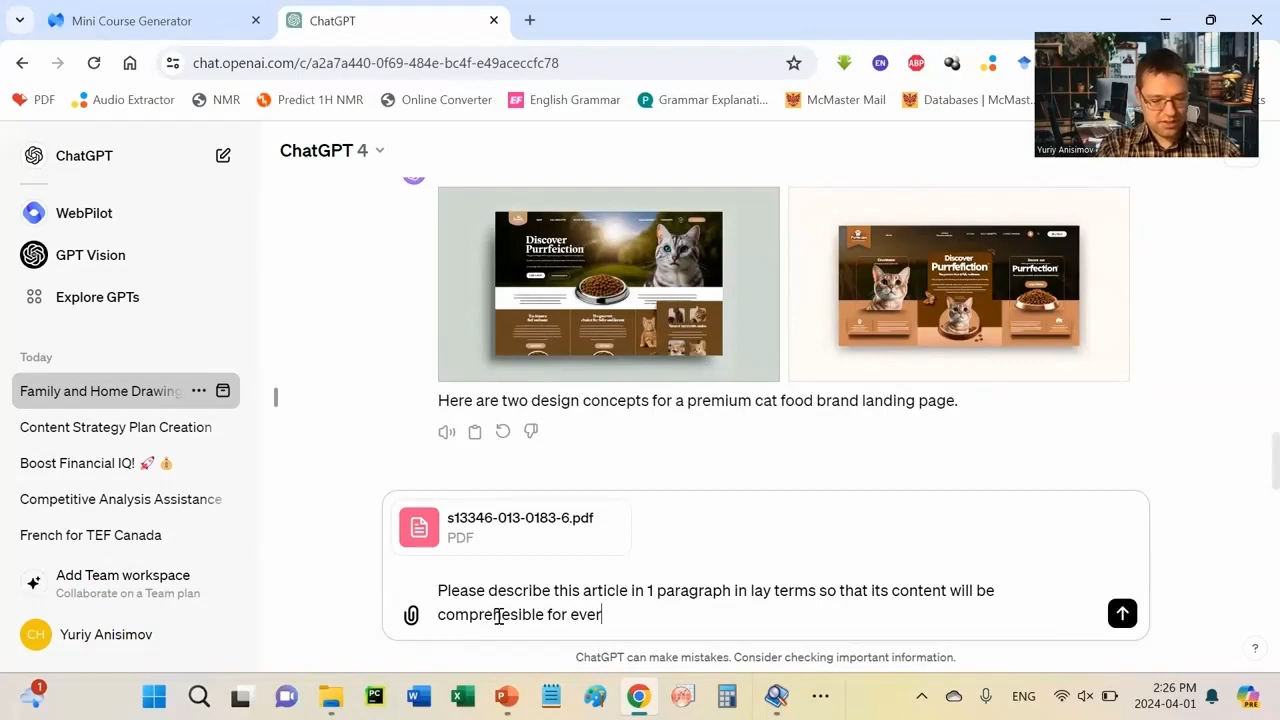 Mini Course Generator
ChatGPT
chat.openai.com/c/a2a7a440-0f69-484e-bc4f-e49aceccfc78
EN
ABP
PDF
Audio Extractor
NMR
Predict 1H NMR
Online Converter
EF English Grammar
P Grammar Explanati...
McMaster Mail
Databases | McMast...
Yuriy Anisimov
ChatGPT
WebPilot
GPT Vision
Explore GPTs
Today
Family and Home Drawing
Content Strategy Plan Creation
Boost Financial IQ! 🚀 💰
Competitive Analysis Assistance
French for TEF Canada
Add Team workspace
Collaborate on a Team plan
CH Yuriy Anisimov
ChatGPT 4
Discover
Discover
Here are two design concepts for a premium cat food brand landing page.
s13346-013-0183-6.pdf
PDF
Please describe this article in 1 paragraph in lay terms so that its content will be
comprehesible for ever
ChatGPT can make mistakes. Consider checking important information.
?
1
PC
ENG
2:26 PM
2024-04-01
PRE